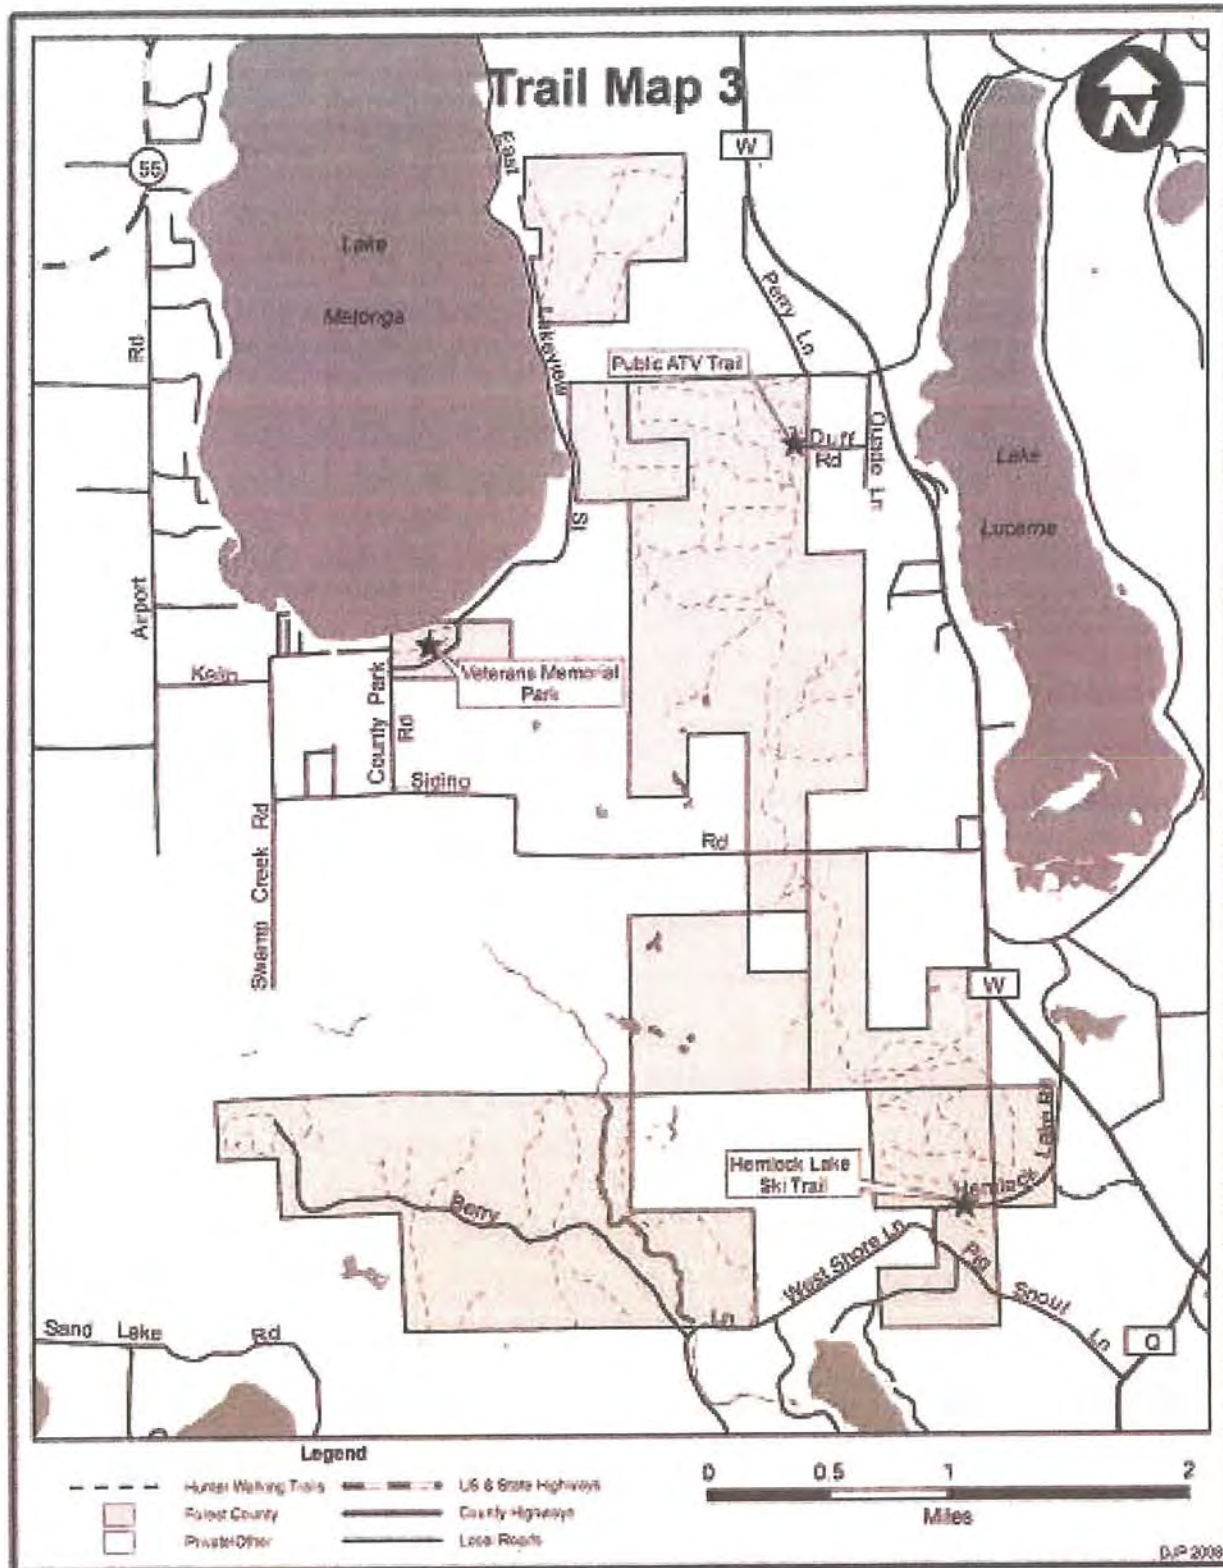 Trail Map 3
N
W
55
East
Lake
Metonga
Lakeview
Perry Ln
Rd
Public ATV Trail
Duff
Rd
Quade Ln
Lake
Lucerne
St
Airport
Keith
County Park
Rd
Veterans Memorial
Park
Siding
Rd
Swamp Creek Rd
W
Hemlock Lake
Ski Trail
Hemlock
Lake Rd
Berry
Ln
West Shore Ln
Pig
Snout
Ln
Q
Sand Lake Rd
Legend
Hunter Walking Trails
US & State Highways
Forest County
County Highways
Private/Other
Local Roads
0 0.5 1 2
Miles
DJP 2008